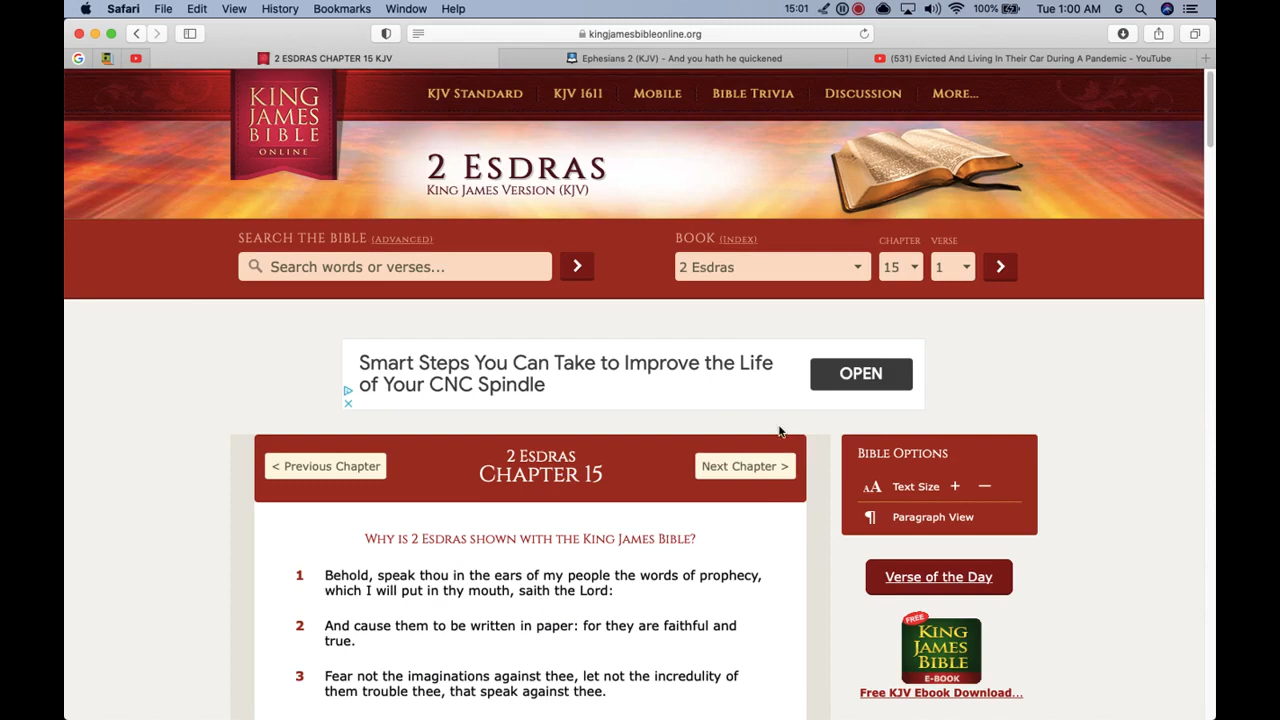 Safari File Edit View History Bookmarks Window Help 15:01 100% Tue 1:00 AM G
kingjamesbibleonline.org
2 ESDRAS CHAPTER 15 KJV
Ephesians 2 (KJV) - And you hath he quickened
(531) Evicted And Living In Their Car During A Pandemic - YouTube
KING
JAMES
BIBLE
ONLINE
KJV STANDARD KJV 1611 MOBILE BIBLE TRIVIA DISCUSSION MORE...
2 ESDRAS
KING JAMES VERSION (KJV)
SEARCH THE BIBLE (ADVANCED)
Search words or verses...
BOOK (INDEX) CHAPTER VERSE
2 Esdras 15 1
Smart Steps You Can Take to Improve the Life
of Your CNC Spindle
OPEN
< Previous Chapter
2 ESDRAS
CHAPTER 15
Next Chapter >
WHY IS 2 ESDRAS SHOWN WITH THE KING JAMES BIBLE?
1 Behold, speak thou in the ears of my people the words of prophecy,
which I will put in thy mouth, saith the Lord:
2 And cause them to be written in paper: for they are faithful and
true.
3 Fear not the imaginations against thee, let not the incredulity of
them trouble thee, that speak against thee.
BIBLE OPTIONS
AA Text Size + —
¶ Paragraph View
Verse of the Day
FREE
KING
JAMES
BIBLE
E-BOOK
Free KJV Ebook Download...